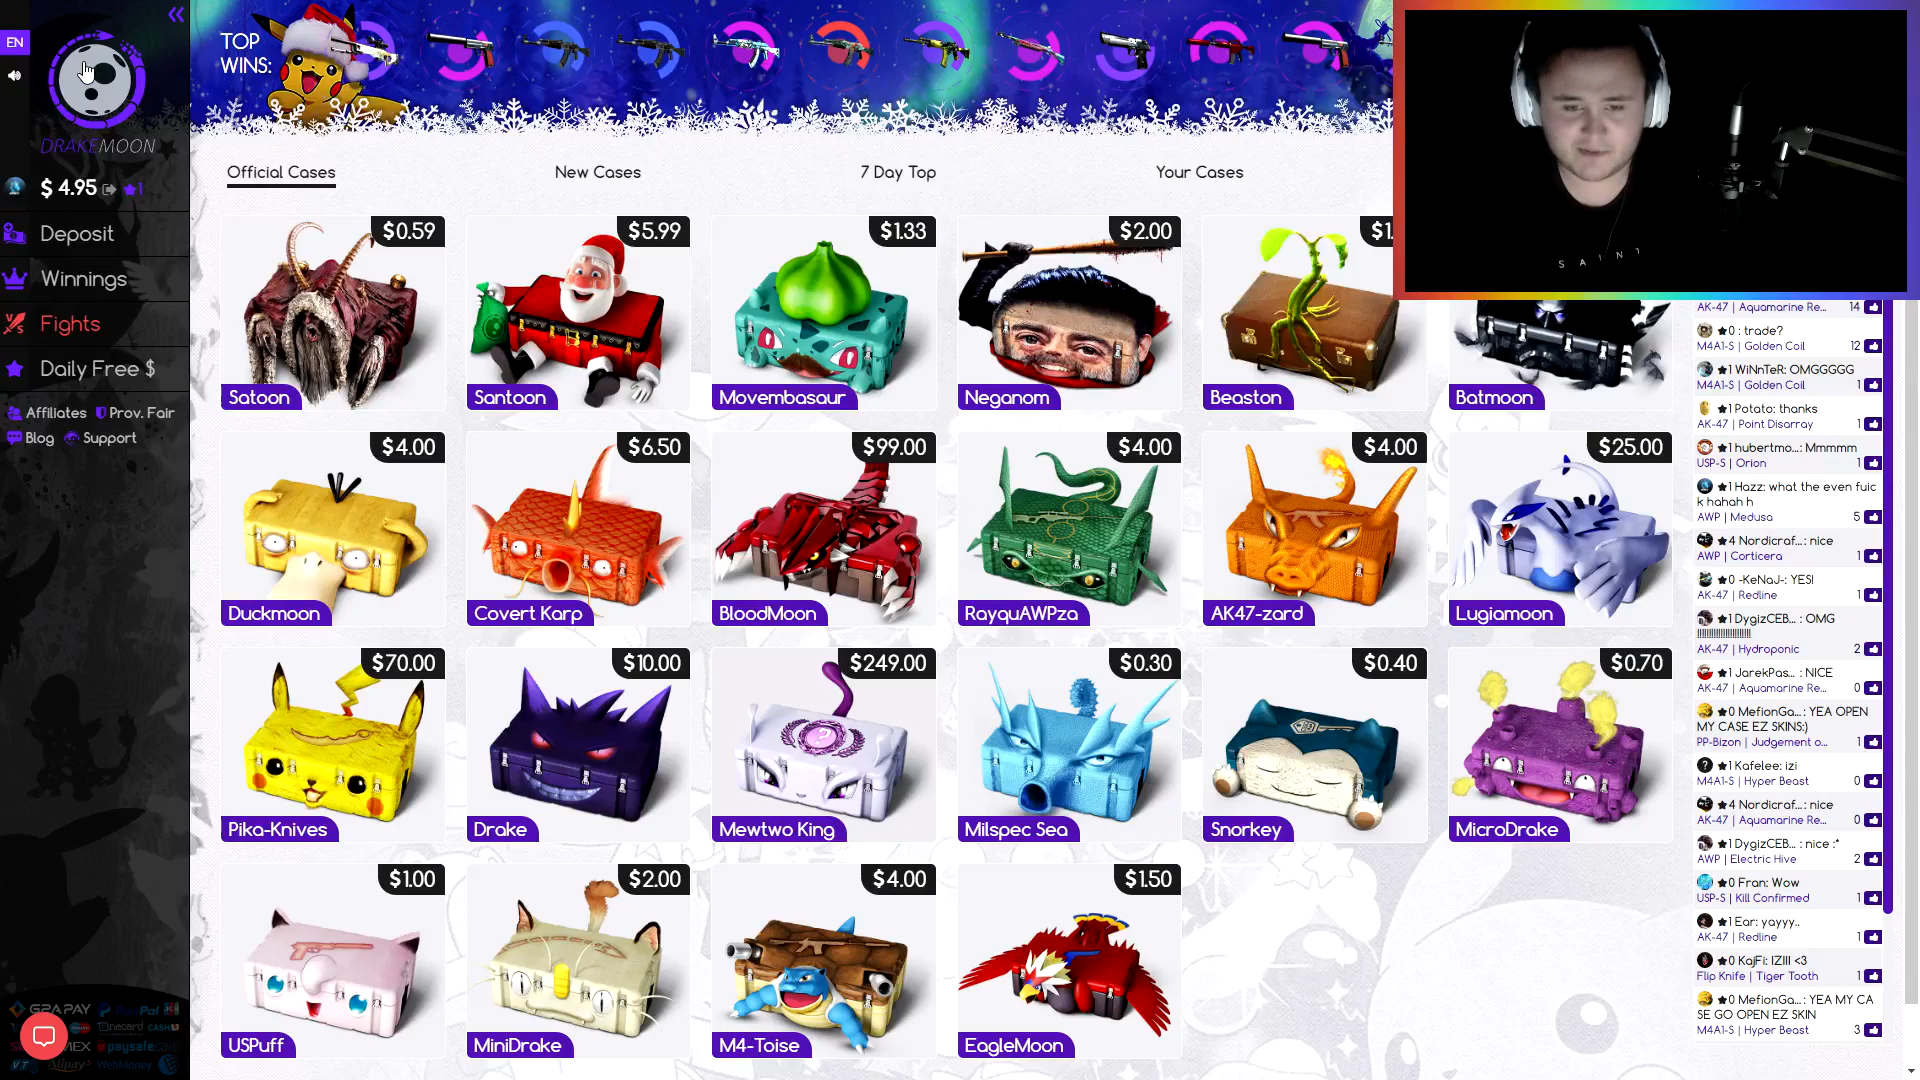 EN
DRAKEMOON
$ 4.95
1
Deposit
Winnings
Fights
Daily Free $
Affiliates
Prov. Fair
Blog
Support
G2APAY
PayPal
paysafecard
WebMoney
TOP
WINS:
Official Cases
New Cases
7 Day Top
Your Cases
$0.59
Satoon
$5.99
Santoon
$1.33
Movembasaur
$2.00
Neganom
$1.
Beaston
Batmoon
$4.00
Duckmoon
$6.50
Covert Karp
$99.00
BloodMoon
$4.00
RayquAWPza
$4.00
AK47-zard
$25.00
Lugiamoon
$70.00
Pika-Knives
$10.00
Drake
$249.00
Mewtwo King
$0.30
Milspec Sea
$0.40
Snorkey
$0.70
MicroDrake
$1.00
USPuff
$2.00
MiniDrake
$4.00
M4-Toise
$1.50
EagleMoon
SAINT
AK-47 | Aquamarine Re... 14
★0 : trade?
M4A1-S | Golden Coil 12
★1 WiNnTeR: OMGGGGG
M4A1-S | Golden Coil 1
★1 Potato: thanks
AK-47 | Point Disarray 1
★1 hubertmo...: Mmmmm
USP-S | Orion 1
★1 Hazz: what the even fuic
k hahah h
AWP | Medusa 5
★4 Nordicraf...: nice
AWP | Corticera 1
★0 -KeNaJ-: YES!
AK-47 | Redline 1
★1 DygizCEB... : OMG
AK-47 | Hydroponic 2
★1 JarekPas...: NICE
AK-47 | Aquamarine Re... 0
★0 MefionGa...: YEA OPEN
MY CASE EZ SKINS:)
PP-Bizon | Judgement o... 1
★1 Kafelee: izi
M4A1-S | Hyper Beast 0
★4 Nordicraf...: nice
AK-47 | Aquamarine Re... 0
★1 DygizCEB... : nice :*
AWP | Electric Hive 2
★0 Fran: Wow
USP-S | Kill Confirmed 1
★1 Ear: yayyy..
AK-47 | Redline 1
★0 KajFi: IZIII <3
Flip Knife | Tiger Tooth 1
★0 MefionGa...: YEA MY CA
SE GO OPEN EZ SKIN
M4A1-S | Hyper Beast 3